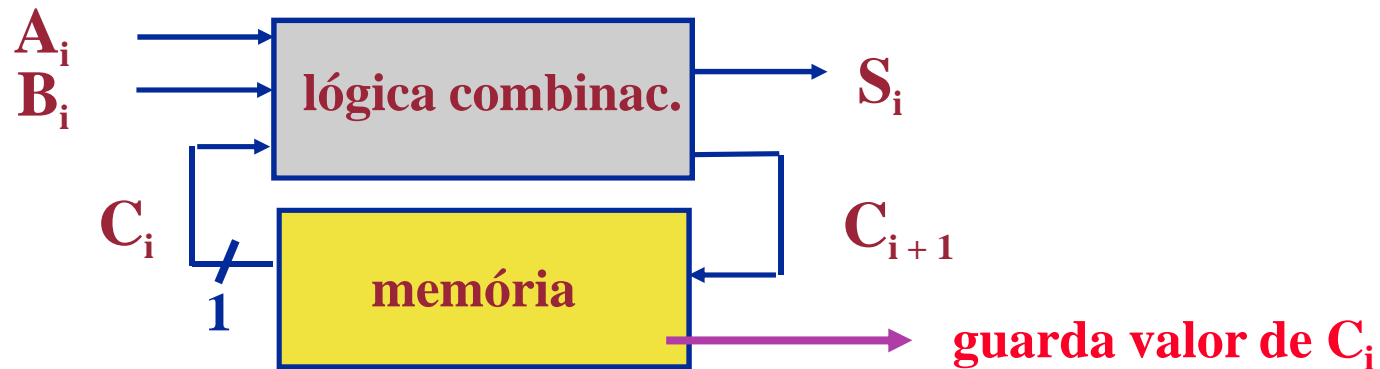 Ai
Bi
lógica combinac.
Si
Ci
Ci + 1
memória
1
guarda valor de Ci